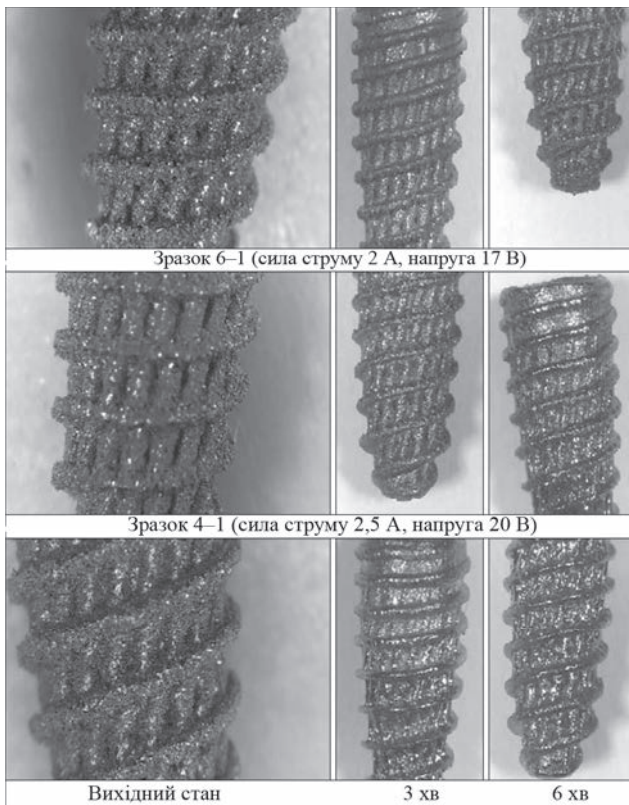 Зразок 6–1 (сила струму 2 А, напруга 17 В)
Зразок 4–1 (сила струму 2,5 А, напруга 20 В)
Вихідний стан
3 хв
6 хв